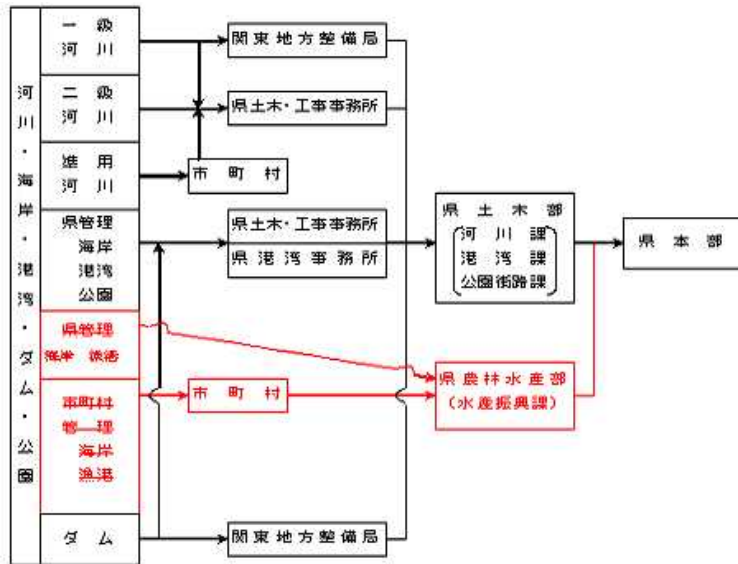 河川・海岸・港湾・ダム・公園
一級
河川
関東地方整備局
二級
河川
県土木・工事事務所
準用
河川
市町村
県管理
海岸
港湾
公園
県土木・工事事務所
県港湾事務所
県土木部
河川課
港湾課
公園街路課
県本部
県管理
海岸 漁港
市町村
管理
海岸
漁港
市町村
県農林水産部
(水産振興課)
ダム
関東地方整備局